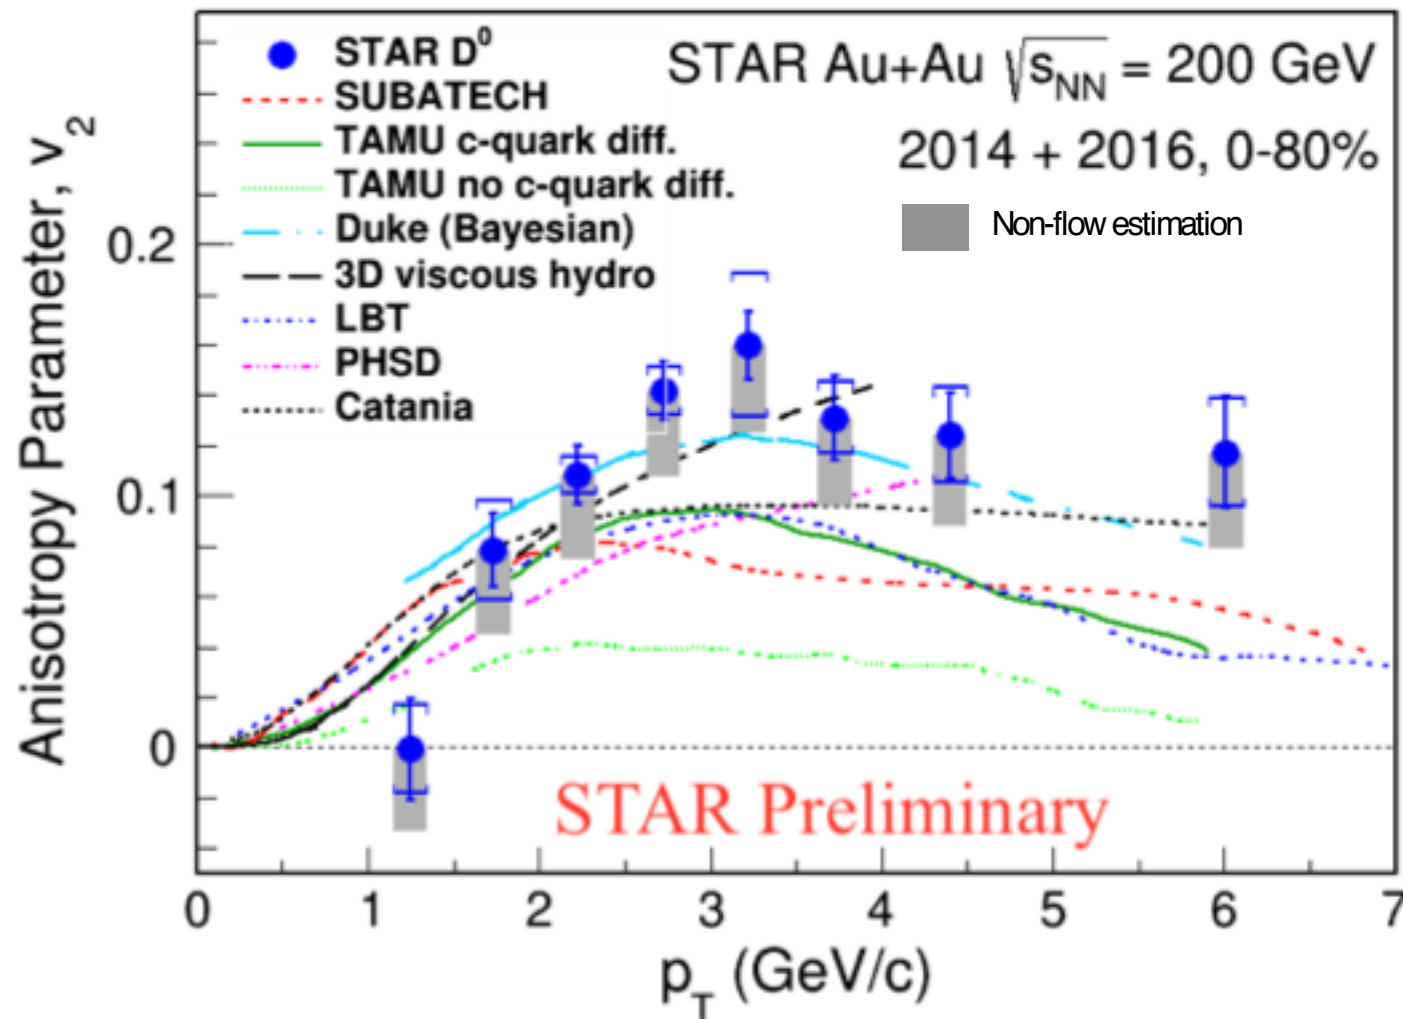 STAR D⁰
SUBATECH
TAMU c-quark diff.
TAMU no c-quark diff.
Duke (Bayesian)
3D viscous hydro
LBT
PHSD
Catania
STAR Au+Au √sNN = 200 GeV
2014 + 2016, 0-80%
Non-flow estimation
Anisotropy Parameter, v₂
0.2
0.1
0
STAR Preliminary
0 1 2 3 4 5 6 7
pT (GeV/c)